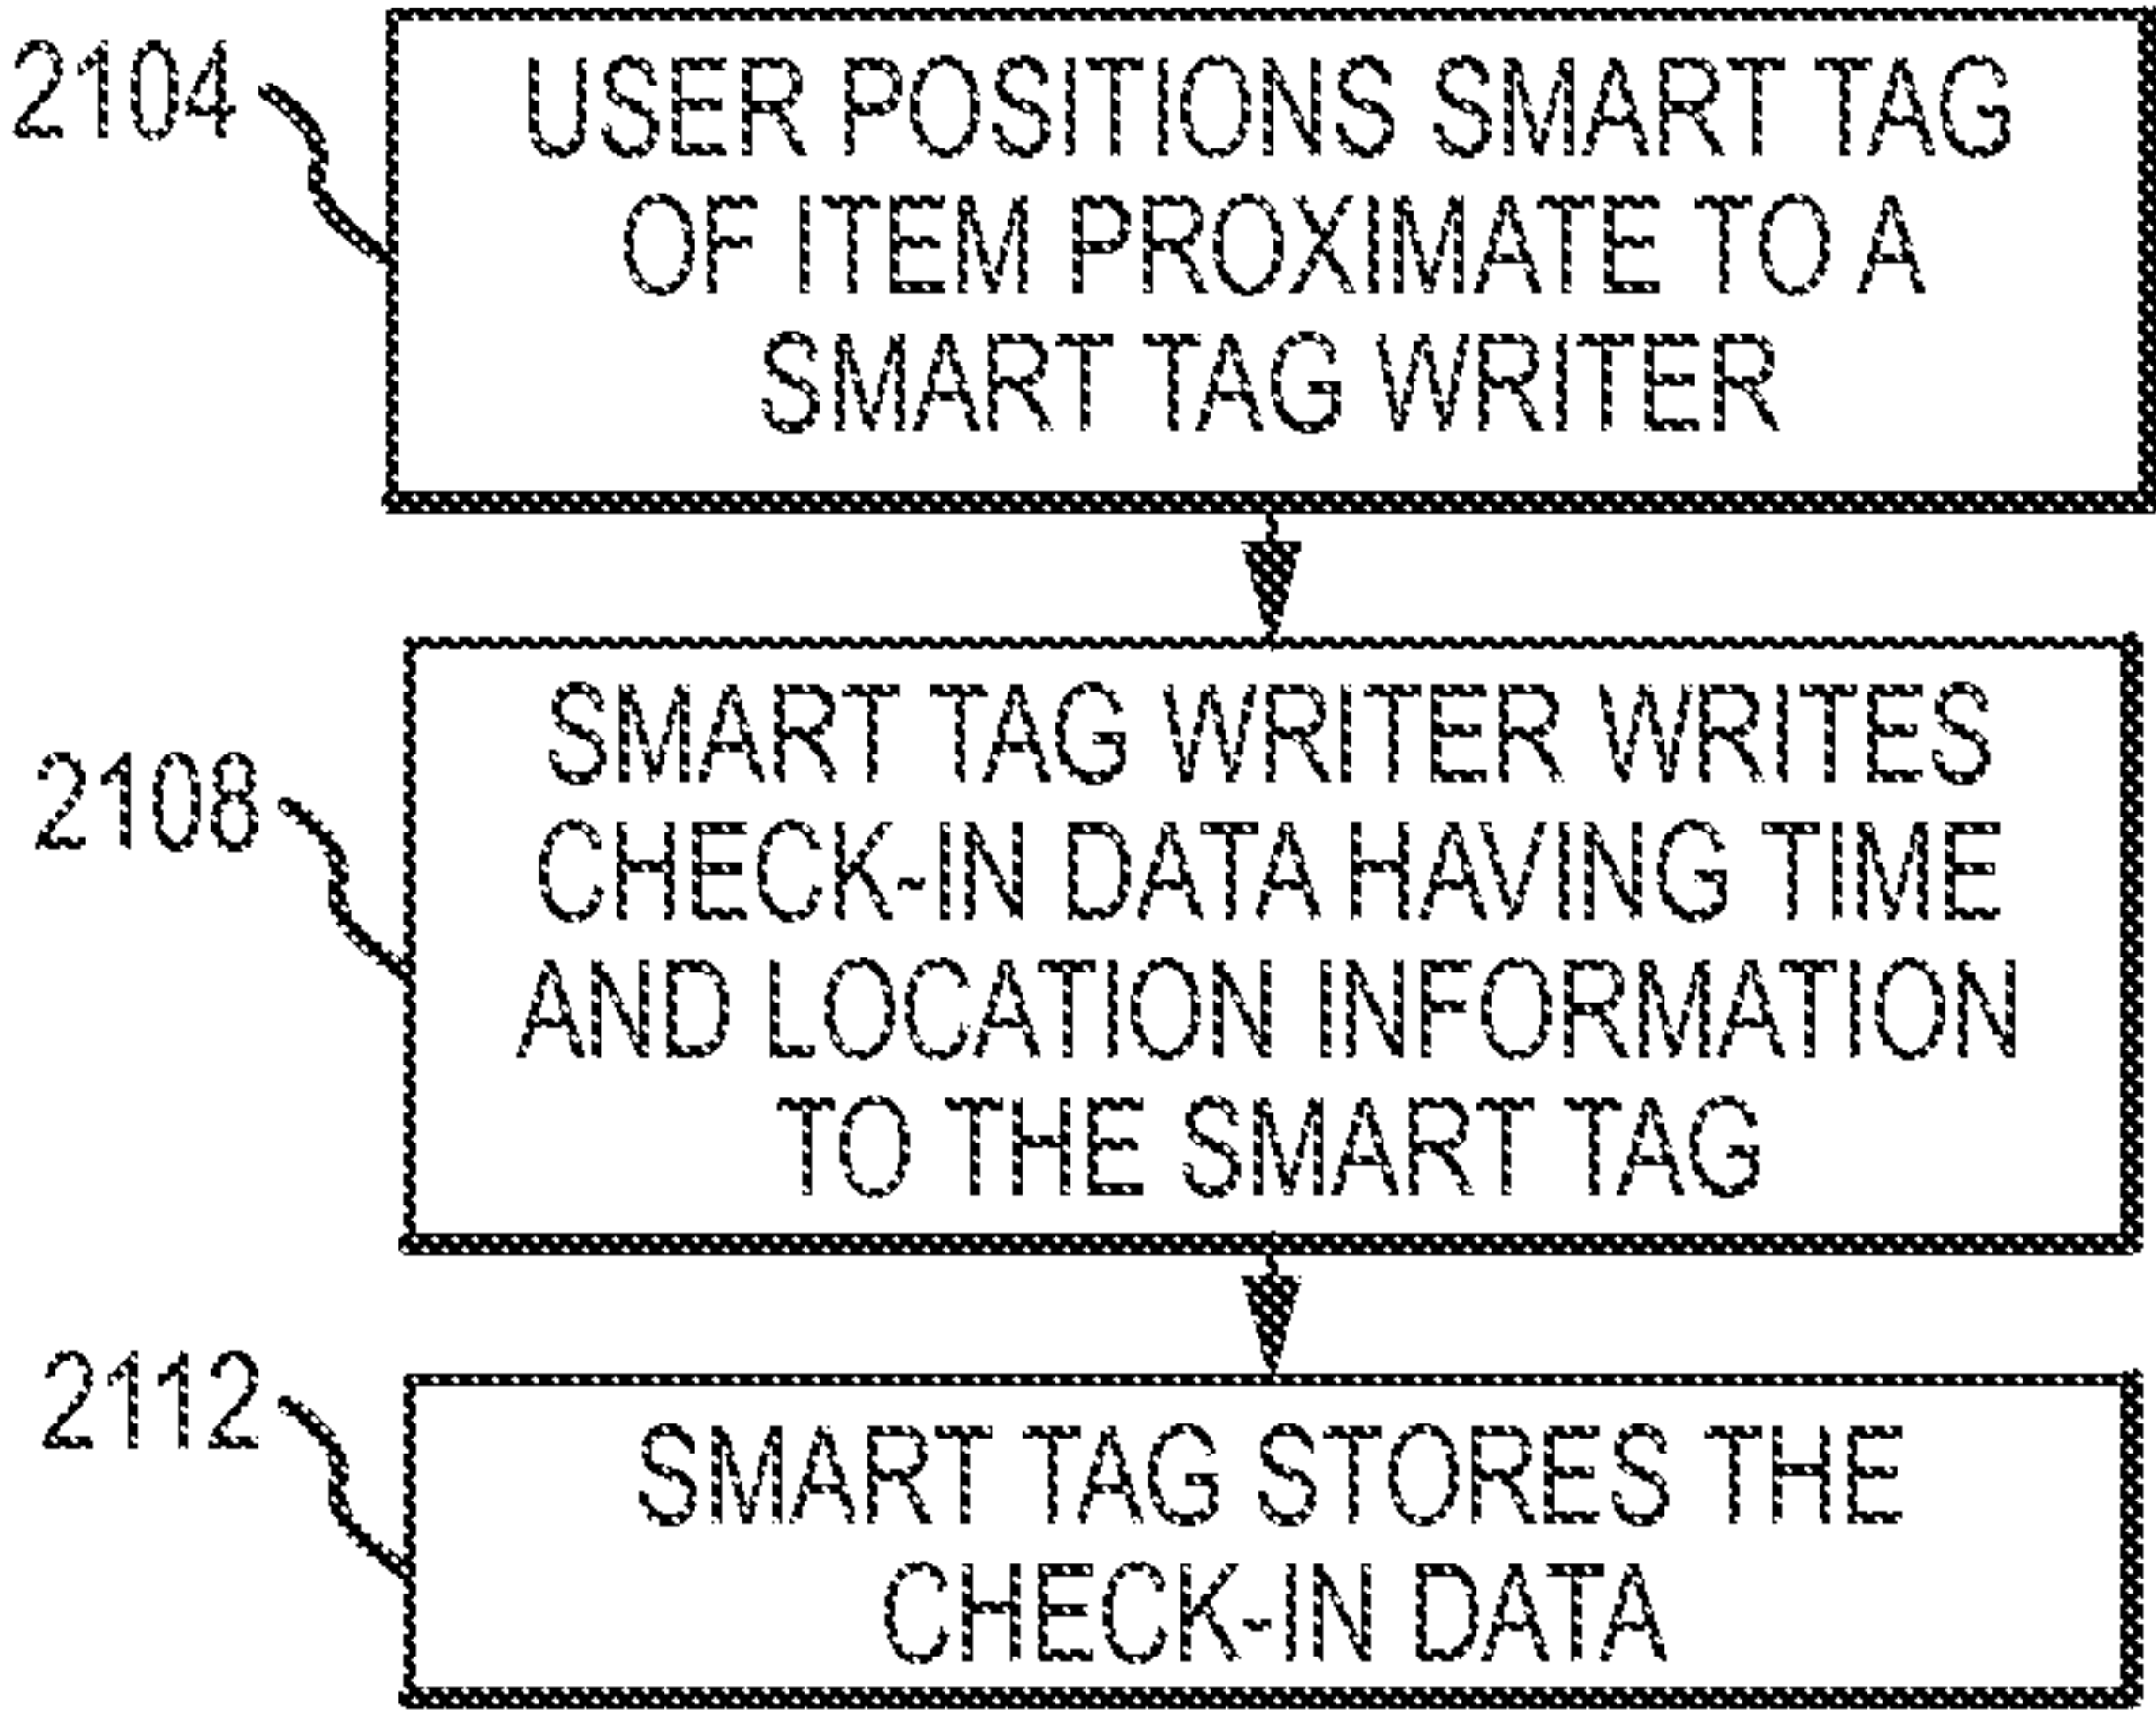 2104
USER POSITIONS SMART TAG
OF ITEM PROXIMATE TO A
SMART TAG WRITER
2108
SMART TAG WRITER WRITES
CHECK-IN DATA HAVING TIME
AND LOCATION INFORMATION
TO THE SMART TAG
2112
SMART TAG STORES THE
CHECK-IN DATA